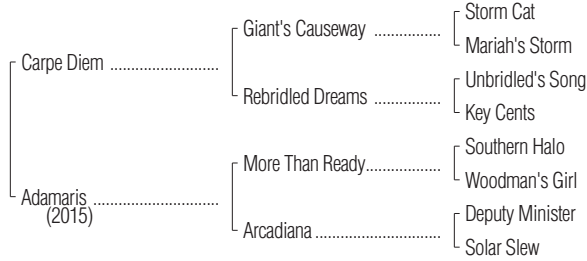 Storm Cat
Giant's Causeway ................
Mariah's Storm
Carpe Diem ..........................
Unbridled's Song
Rebridled Dreams ................
Key Cents
Southern Halo
More Than Ready..................
Woodman's Girl
Adamaris ..............................
(2015)
Deputy Minister
Arcadiana ..............................
Solar Slew